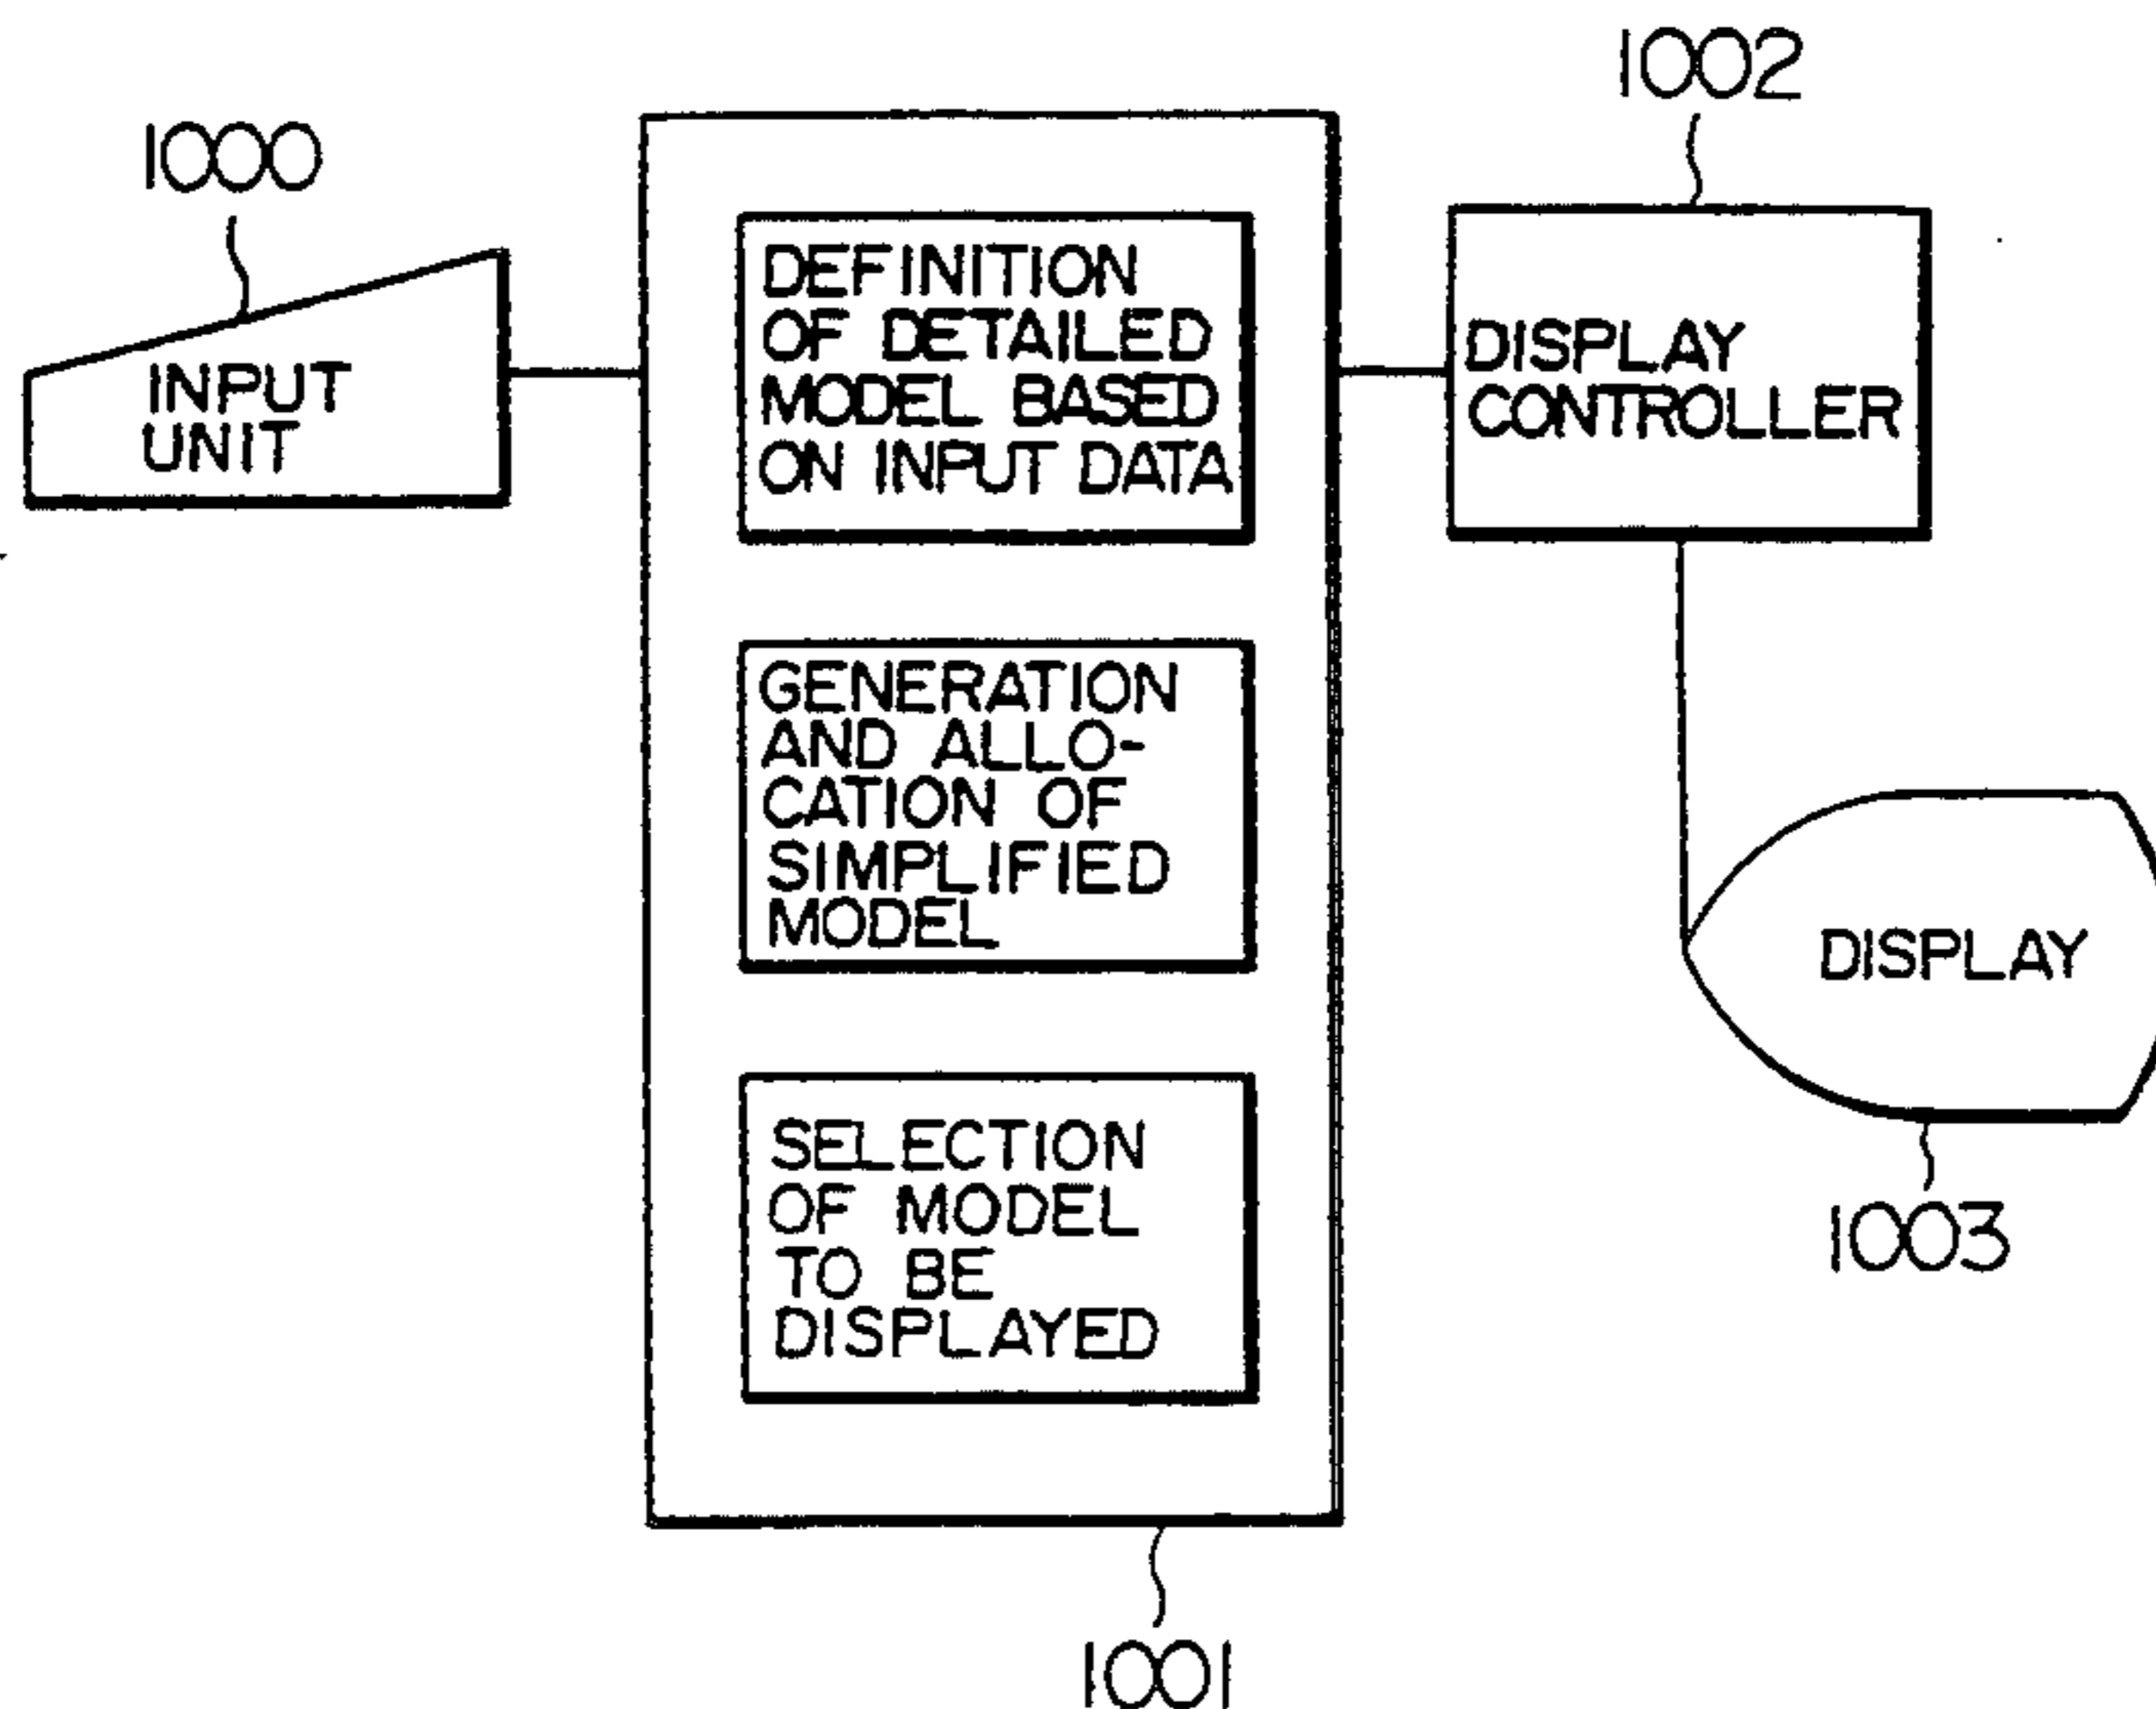 1000
INPUT
UNIT
DEFINITION
OF DETAILED
MODEL BASED
ON INPUT DATA
GENERATION
AND ALLO-
CATION OF
SIMPLIFIED
MODEL
SELECTION
OF MODEL
TO BE
DISPLAYED
1001
1002
DISPLAY
CONTROLLER
DISPLAY
1003